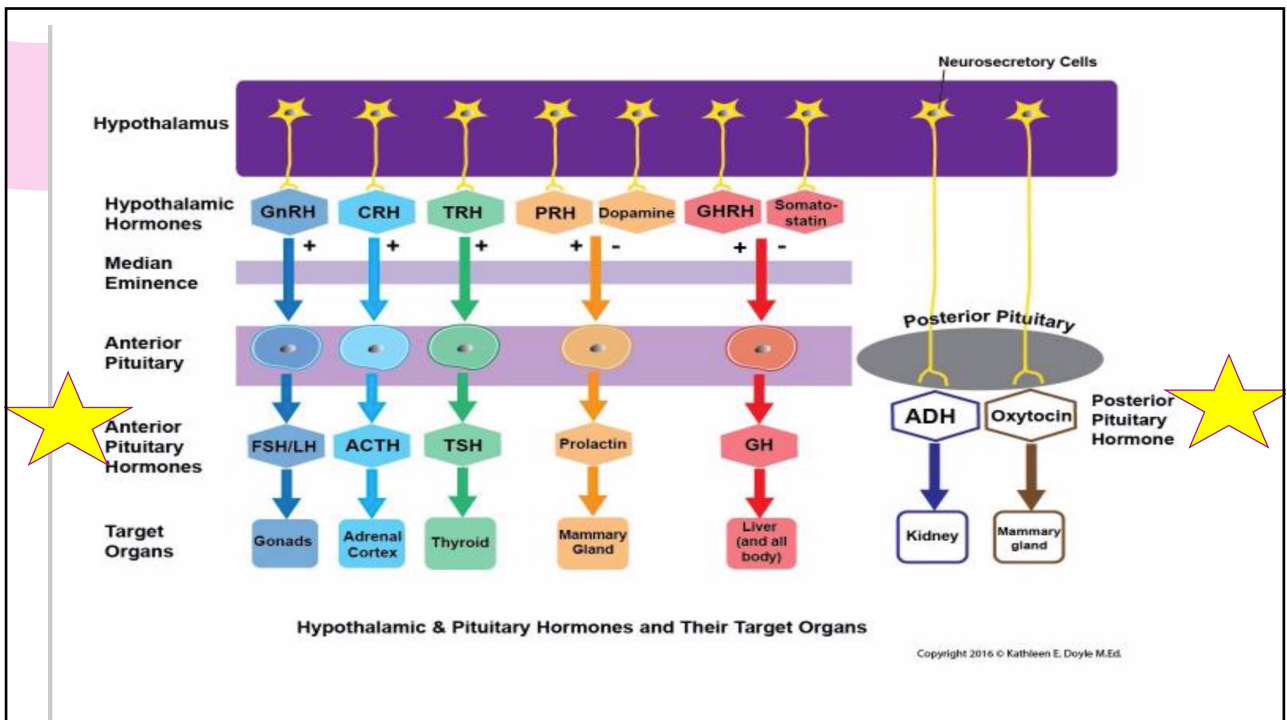 Neurosecretory Cells
Hypothalamus
Hypothalamic
Hormones
GnRH
CRH
TRH
PRH
Dopamine
GHRH
Somato-
statin
+
+
+
+ -
+ -
Median
Eminence
Posterior Pituitary
Anterior
Pituitary
Anterior
Pituitary
Hormones
FSH/LH
ACTH
TSH
Prolactin
GH
ADH
Oxytocin
Posterior
Pituitary
Hormone
Target
Organs
Gonads
Adrenal
Cortex
Thyroid
Mammary
Gland
Liver
(and all
body)
Kidney
Mammary
gland
Hypothalamic & Pituitary Hormones and Their Target Organs
Copyright 2016 © Kathleen E. Doyle M.Ed.